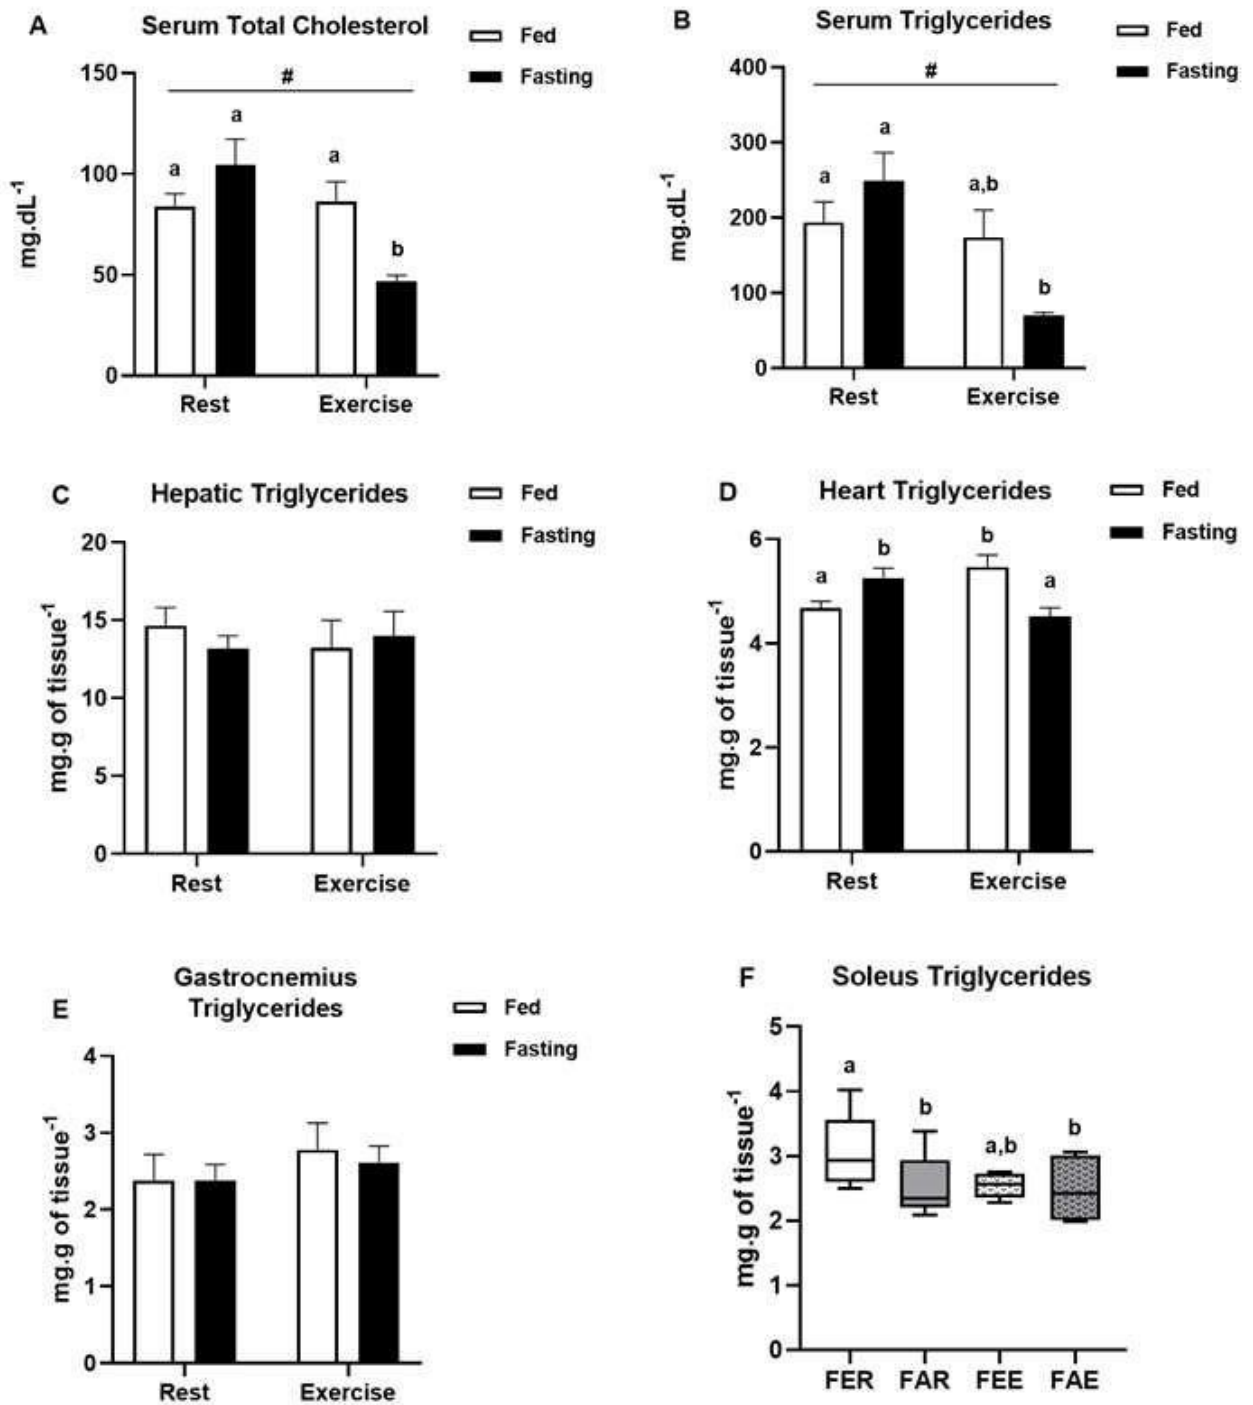 A
Serum Total Cholesterol
Fed
Fasting
mg.dL-1
150
100
50
0
#
a
a
a
b
Rest
Exercise
B
Serum Triglycerides
Fed
Fasting
mg.dL-1
400
300
200
100
0
#
a
a
a,b
b
Rest
Exercise
C
Hepatic Triglycerides
Fed
Fasting
mg.g of tissue-1
20
15
10
5
0
Rest
Exercise
D
Heart Triglycerides
Fed
Fasting
mg.g of tissue-1
6
4
2
0
a
b
b
a
Rest
Exercise
E
Gastrocnemius
Triglycerides
Fed
Fasting
mg.g of tissue-1
4
3
2
1
0
Rest
Exercise
F
Soleus Triglycerides
mg.g of tissue-1
5
4
3
2
1
0
a
b
a,b
b
FER
FAR
FEE
FAE